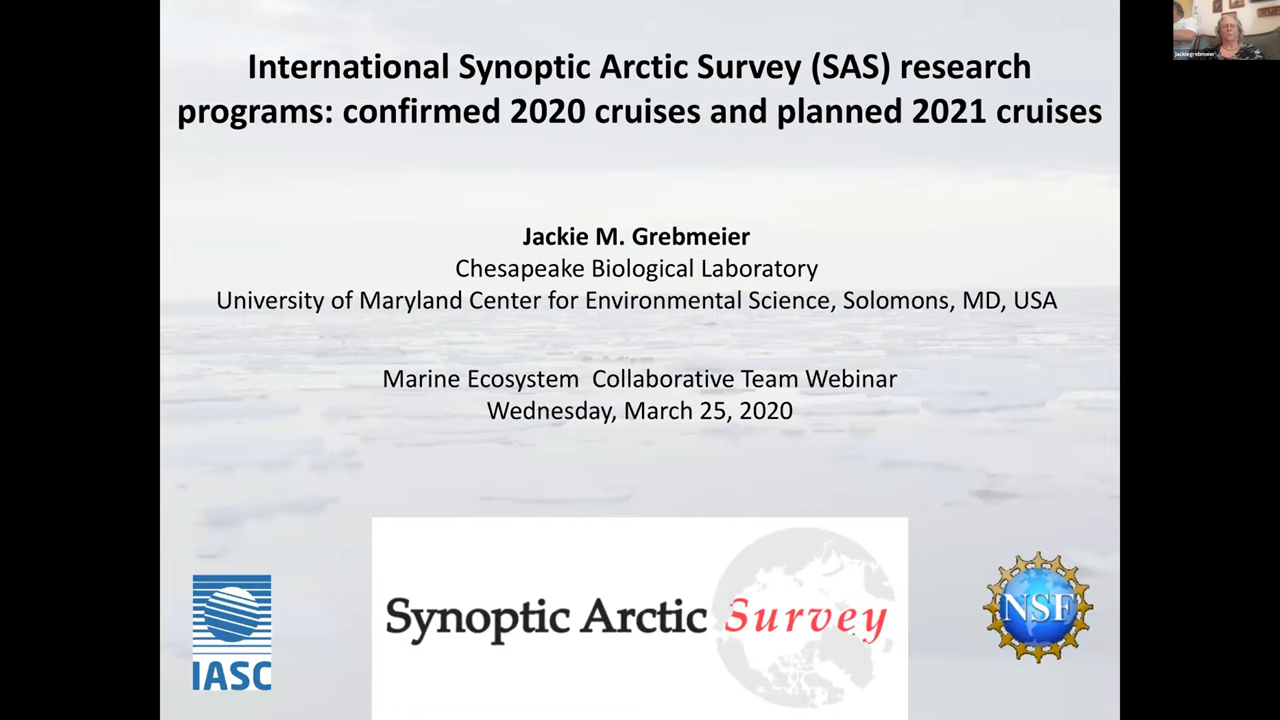 International Synoptic Arctic Survey (SAS) research
programs: confirmed 2020 cruises and planned 2021 cruises
jackiegrebmeier
Jackie M. Grebmeier
Chesapeake Biological Laboratory
University of Maryland Center for Environmental Science, Solomons, MD, USA
Marine Ecosystem Collaborative Team Webinar
Wednesday, March 25, 2020
Synoptic Arctic Survey
IASC
NSF